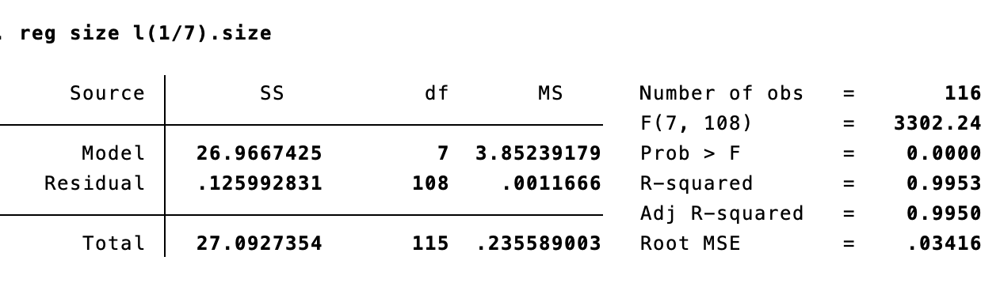 . reg size l(1/7).size
Source SS df MS Number of obs = 116
F(7, 108) = 3302.24
Model 26.9667425 7 3.85239179 Prob > F = 0.0000
Residual .125992831 108 .0011666 R-squared = 0.9953
Adj R-squared = 0.9950
Total 27.0927354 115 .235589003 Root MSE = .03416